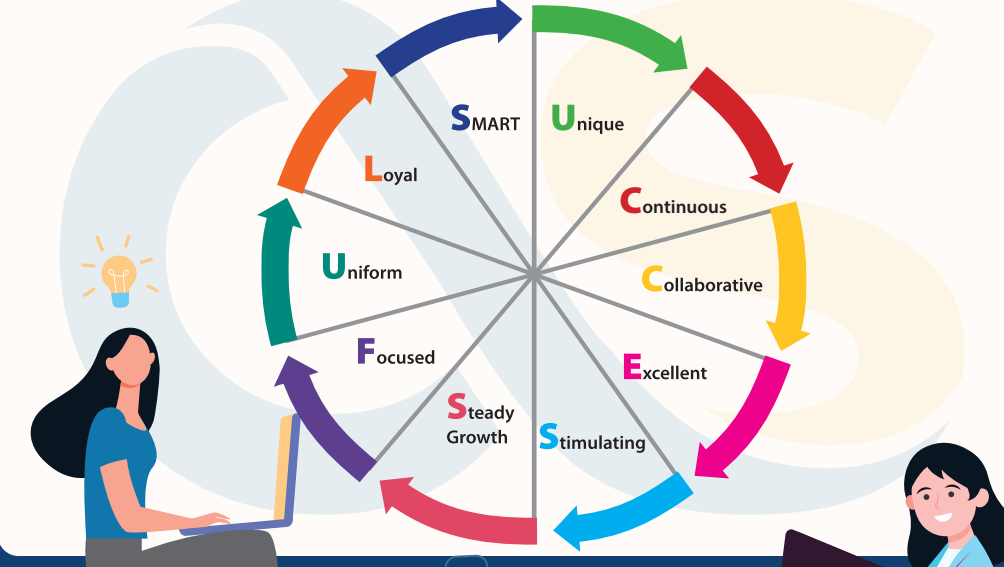 SMART
Unique
Continuous
Collaborative
Excellent
Stimulating
Steady
Growth
Focused
Uniform
Loyal